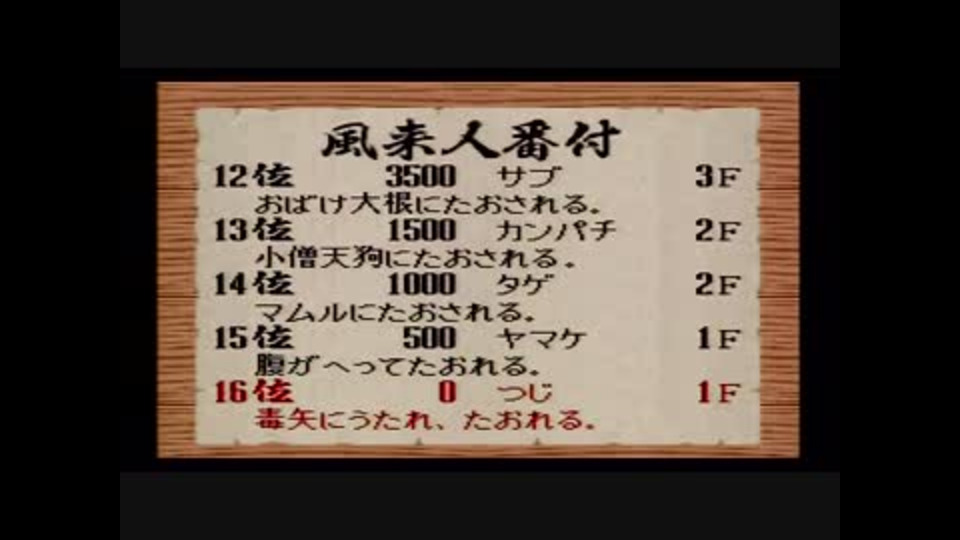 風来人番付
12位 3500 サブ 3F
おばけ大根にたおされる。
13位 1500 カンパチ 2F
小僧天狗にたおされる。
14位 1000 タゲ 2F
マムルにたおされる。
15位 500 ヤマケ 1F
腹がへってたおれる。
16位 0 つじ 1F
毒矢にうたれ、たおれる。